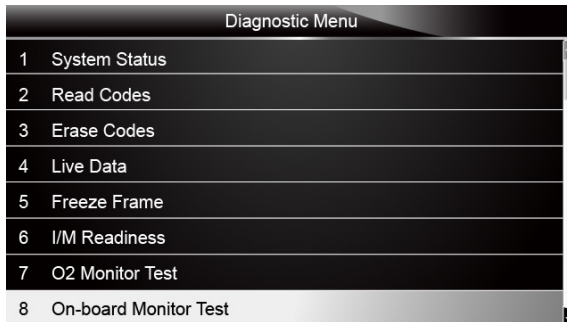 Diagnostic Menu
1 System Status
2 Read Codes
3 Erase Codes
4 Live Data
5 Freeze Frame
6 I/M Readiness
7 O2 Monitor Test
8 On-board Monitor Test